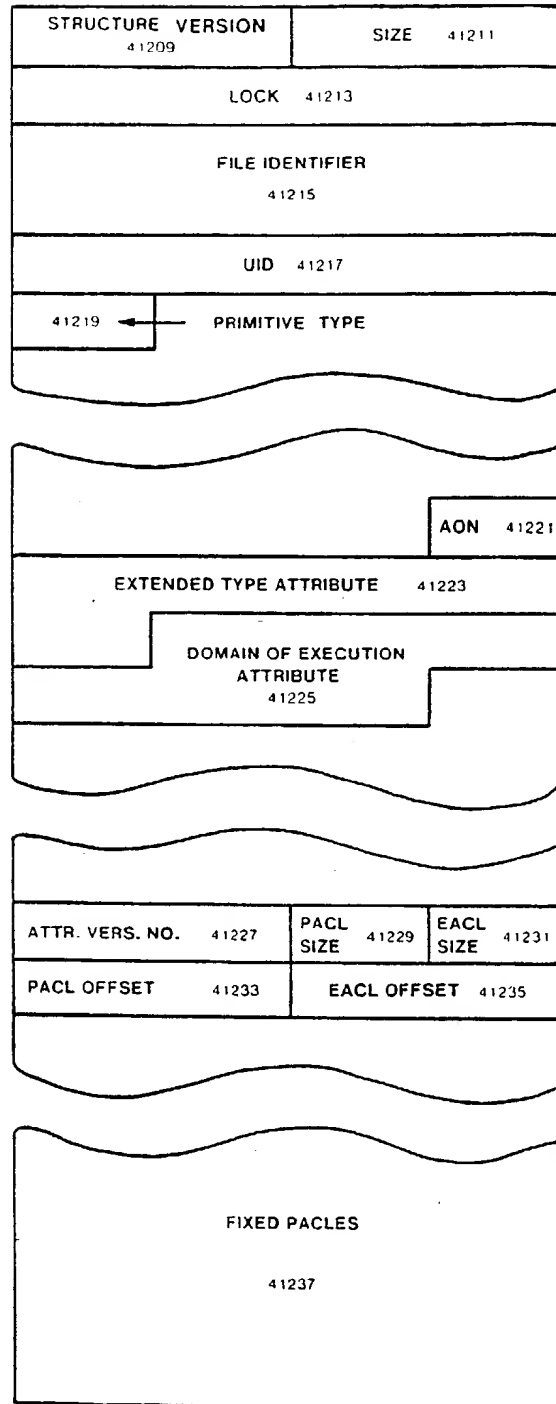 STRUCTURE VERSION
41209
SIZE 41211
LOCK 41213
FILE IDENTIFIER
41215
UID 41217
41219
PRIMITIVE TYPE
AON 41221
EXTENDED TYPE ATTRIBUTE 41223
DOMAIN OF EXECUTION
ATTRIBUTE
41225
ATTR. VERS. NO. 41227
PACL
SIZE 41229
EACL
SIZE 41231
PACL OFFSET 41233
EACL OFFSET 41235
FIXED PACLES
41237